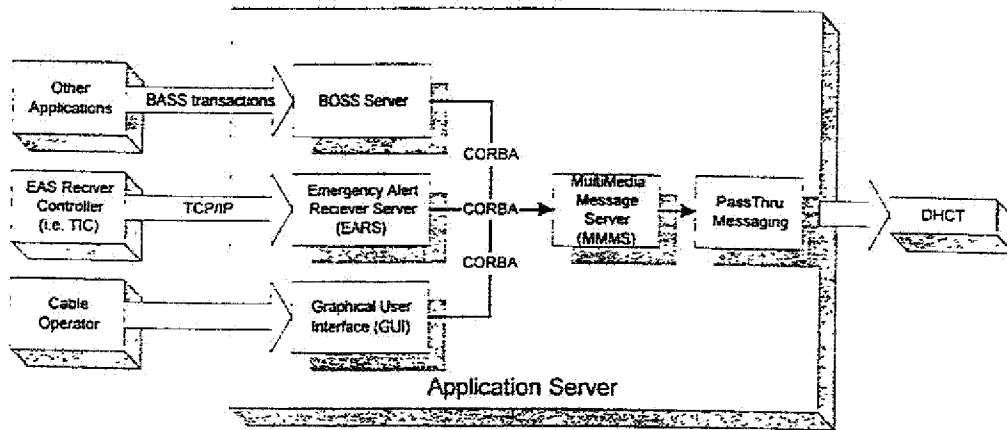 Other
Applications
BASS transactions
BOSS Server
CORBA
EAS Reciver
Controller
(i.e. TIC)
TCP/IP
Emergency Alert
Reciever Server
(EARS)
CORBA
MultiMedia
Message
Server
(MMMS)
PassThru
Messaging
DHCT
CORBA
Cable
Operator
Graphical User
Interface (GUI)
Application Server